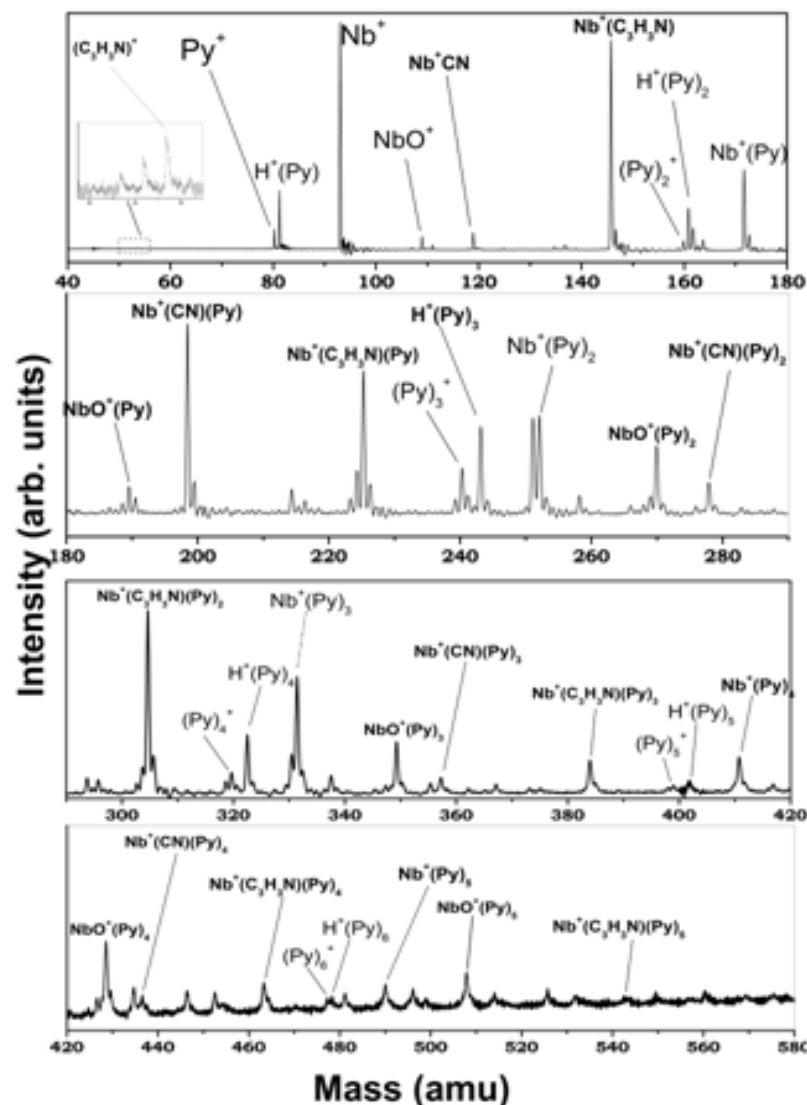 (C₃H₃N)⁺
Py⁺
H⁺(Py)
Nb⁺
NbO⁺
Nb⁺CN
Nb⁺(C₃H₃N)
H⁺(Py)₂
(Py)₂⁺
Nb⁺(Py)
40 60 80 100 120 140 160 180
Nb⁺(CN)(Py)
NbO⁺(Py)
Nb⁺(C₃H₃N)(Py)
H⁺(Py)₃
(Py)₃⁺
Nb⁺(Py)₂
Nb⁺(CN)(Py)₂
NbO⁺(Py)₂
180 200 220 240 260 280
Nb⁺(C₃H₃N)(Py)₂
Nb⁺(Py)₃
H⁺(Py)₄
(Py)₄⁺
Nb⁺(CN)(Py)₃
NbO⁺(Py)₃
Nb⁺(C₃H₃N)(Py)₃
H⁺(Py)₅
(Py)₅⁺
Nb⁺(Py)₄
300 320 340 360 380 400 420
Nb⁺(CN)(Py)₄
NbO⁺(Py)₄
Nb⁺(C₃H₃N)(Py)₄
(Py)₆⁺
H⁺(Py)₆
Nb⁺(Py)₅
NbO⁺(Py)₅
Nb⁺(C₃H₃N)(Py)₅
420 440 460 480 500 520 540 560 580
Intensity (arb. units)
Mass (amu)